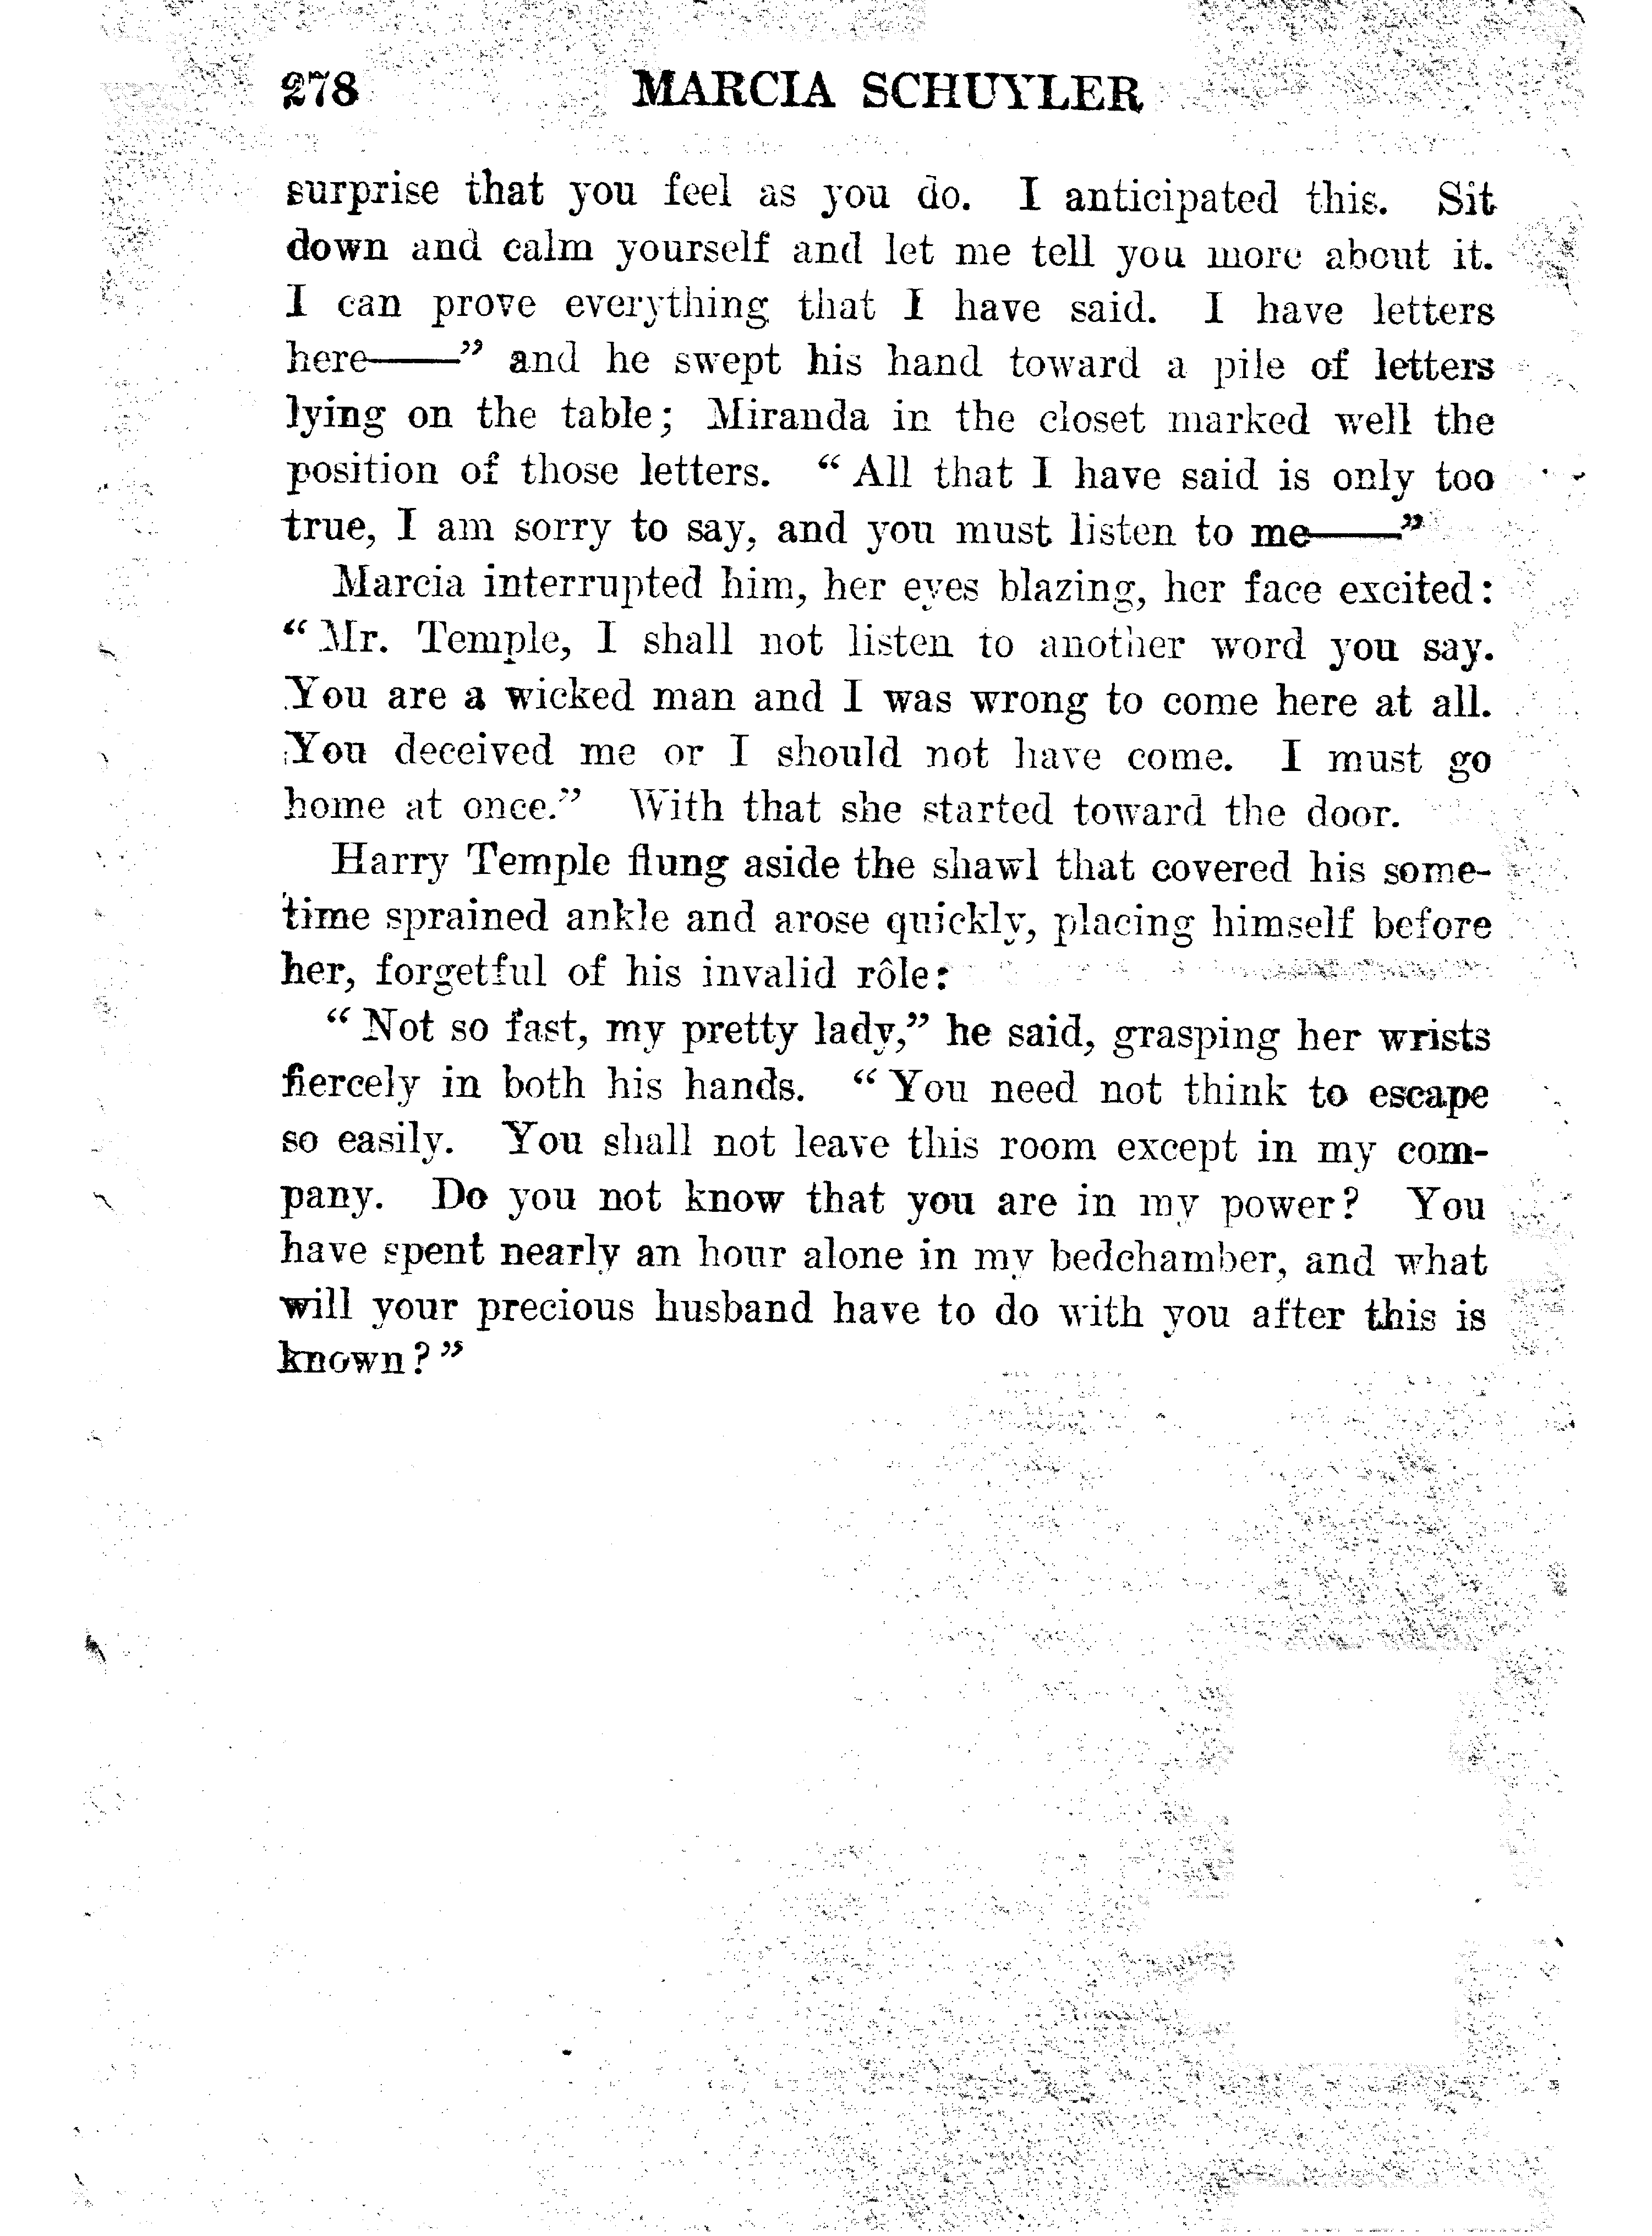 278 MARCIA SCHUYLER
surprise that you feel as you do. I anticipated this. Sit
down and calm yourself and let me tell you more about it.
I can prove everything that I have said. I have letters
here——” and he swept his hand toward a pile of letters
lying on the table; Miranda in the closet marked well the
position of those letters. “ All that I have said is only too
true, I am sorry to say, and you must listen to me——”
Marcia interrupted him, her eyes blazing, her face excited:
“ Mr. Temple, I shall not listen to another word you say.
You are a wicked man and I was wrong to come here at all.
You deceived me or I should not have come. I must go
home at once.” With that she started toward the door.
Harry Temple flung aside the shawl that covered his some-
time sprained ankle and arose quickly, placing himself before
her, forgetful of his invalid rôle:
“ Not so fast, my pretty lady,” he said, grasping her wrists
fiercely in both his hands. “ You need not think to escape
so easily. You shall not leave this room except in my com-
pany. Do you not know that you are in my power? You
have spent nearly an hour alone in my bedchamber, and what
will your precious husband have to do with you after this is
known?”